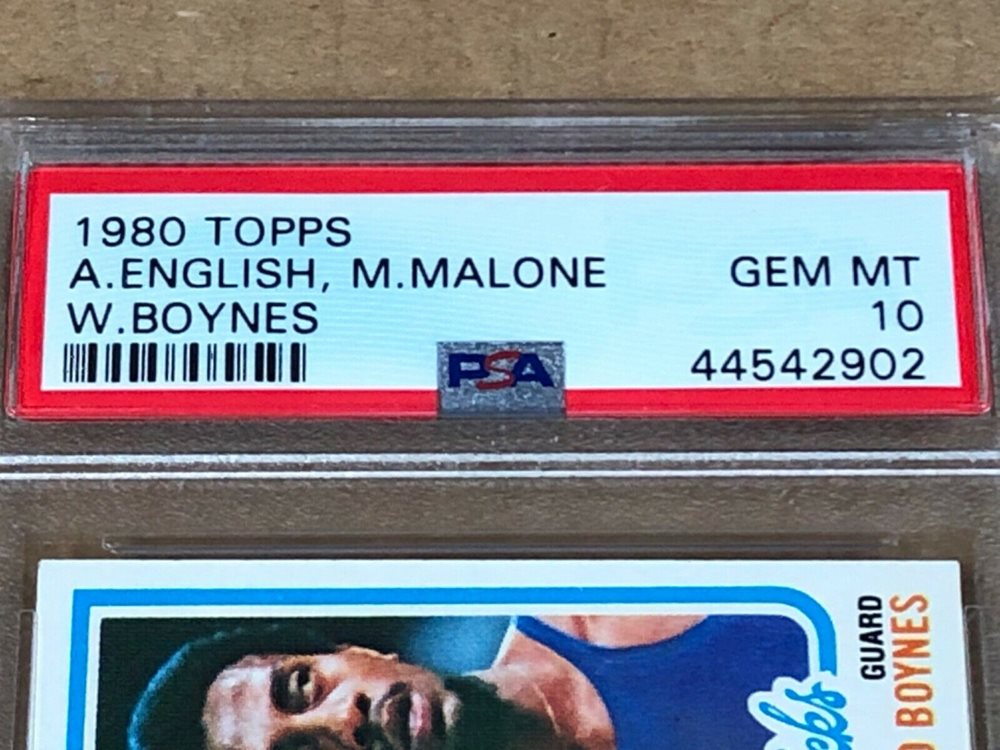 1980 TOPPS
A.ENGLISH, M.MALONE
W.BOYNES
GEM MT
10
44542902
PSA
GUARD
BOYNES